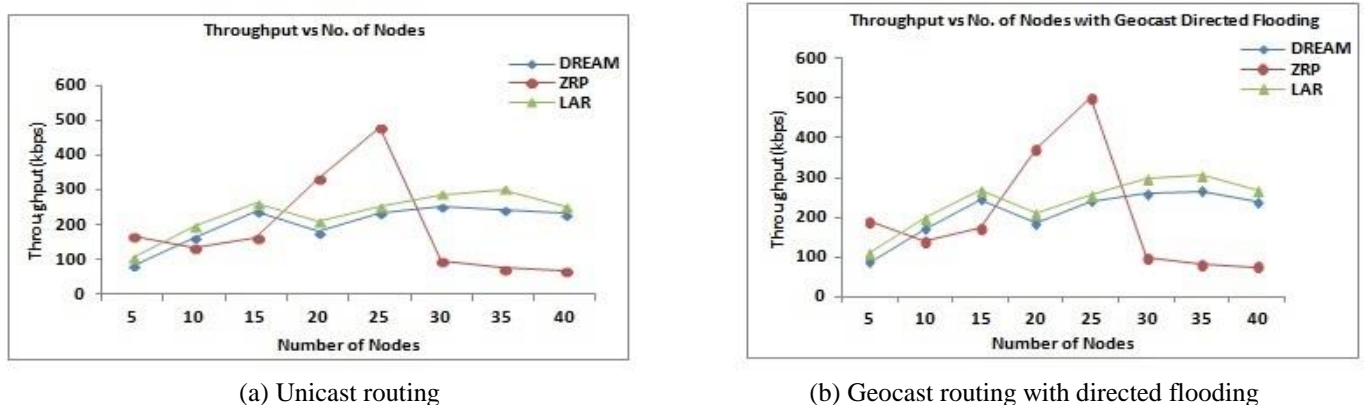 Throughput vs No. of Nodes
DREAM
ZRP
LAR
Throughput(kbps)
600
500
400
300
200
100
0
5 10 15 20 25 30 35 40
Number of Nodes
(a) Unicast routing
Throughput vs No. of Nodes with Geocast Directed Flooding
DREAM
ZRP
LAR
Throughput(kbps)
600
500
400
300
200
100
0
5 10 15 20 25 30 35 40
Number of Nodes
(b) Geocast routing with directed flooding